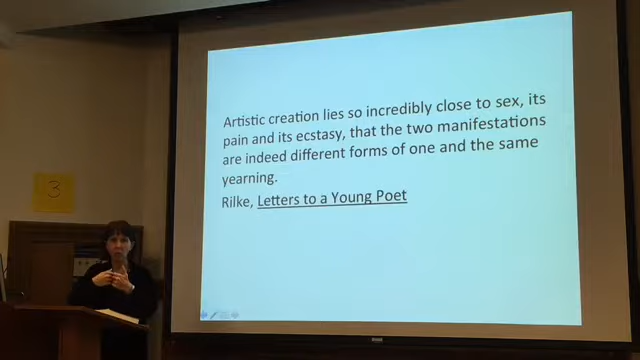 Artistic creation lies so incredibly close to sex, its
pain and its ecstasy, that the two manifestations
are indeed different forms of one and the same
yearning.
Rilke, Letters to a Young Poet
3